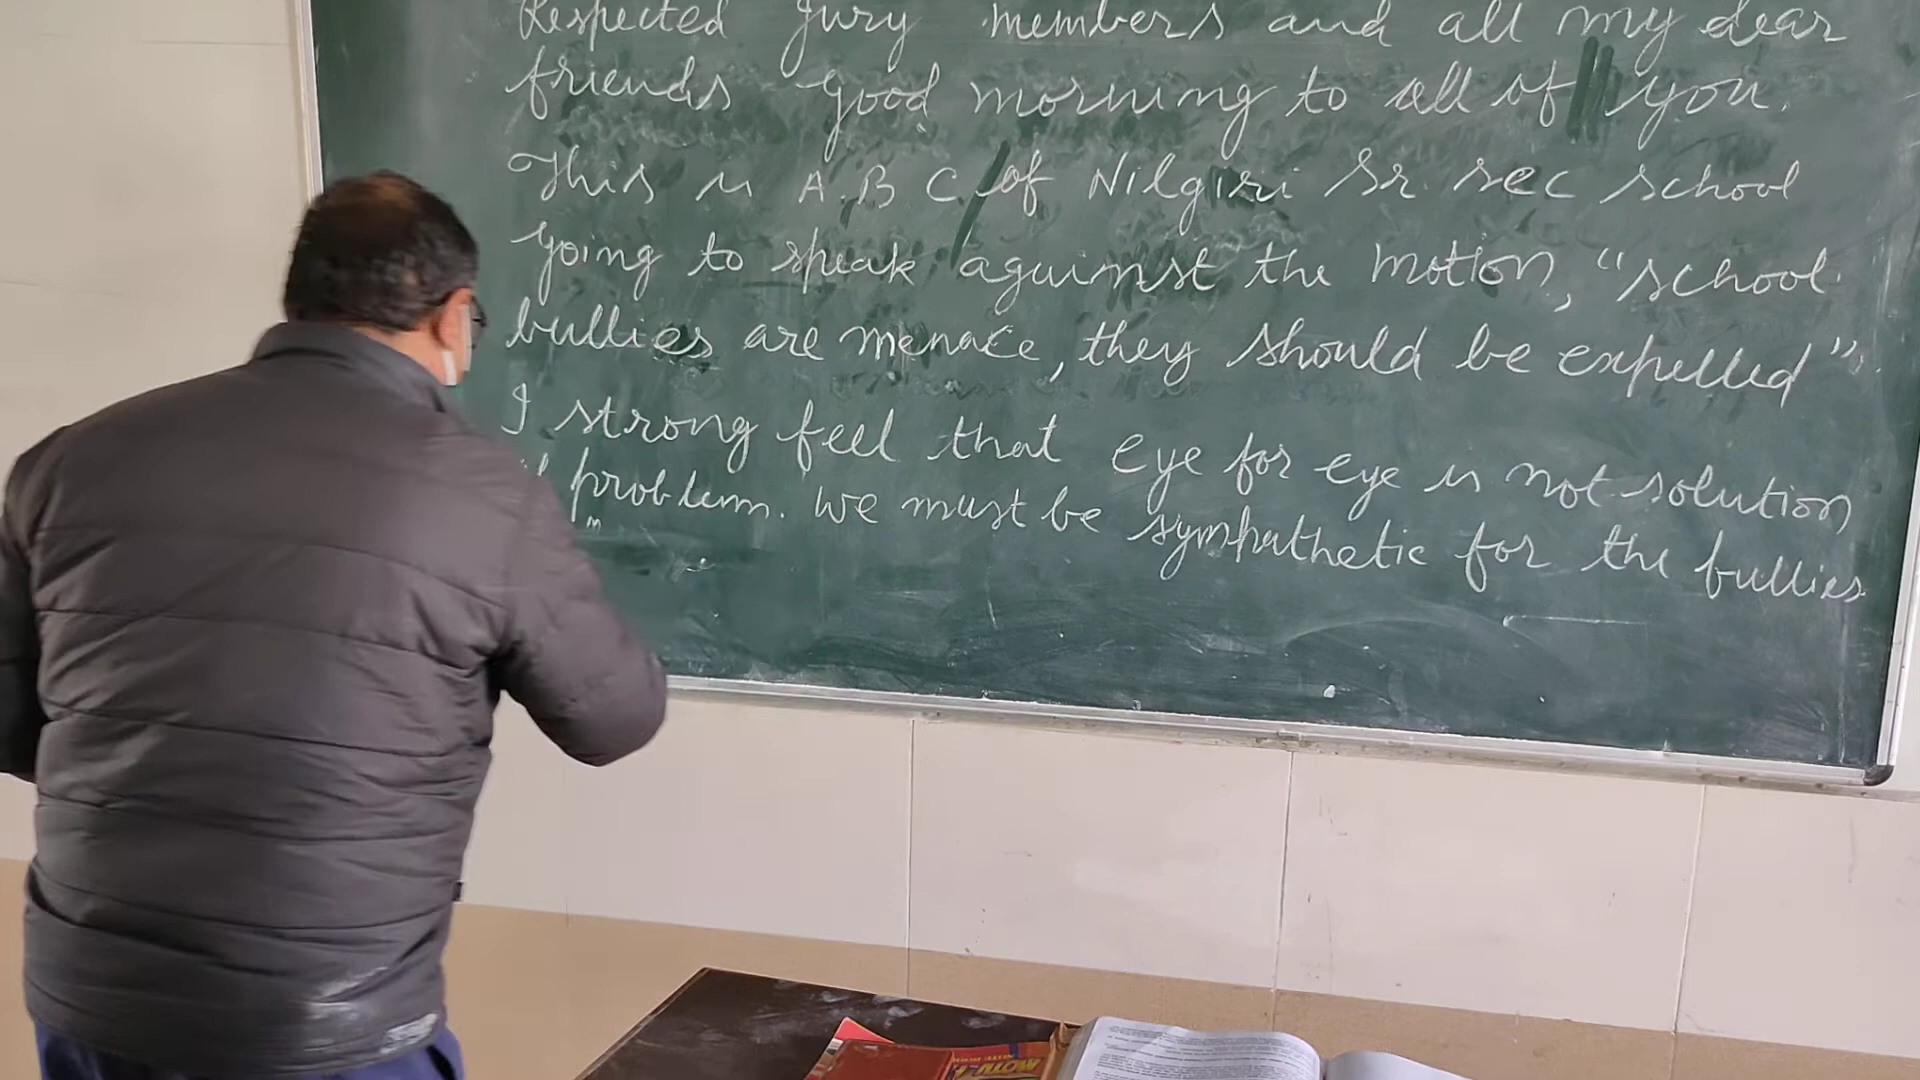 Respected Jury members and all my dear
friends good morning to all of you.
This is A.B C. of Nilgiri Sr. sec school
going to speak against the motion, "school
bullies are menace, they should be expelled".
I strong feel that eye for eye is not solution
problem. We must be sympathetic for the bullies